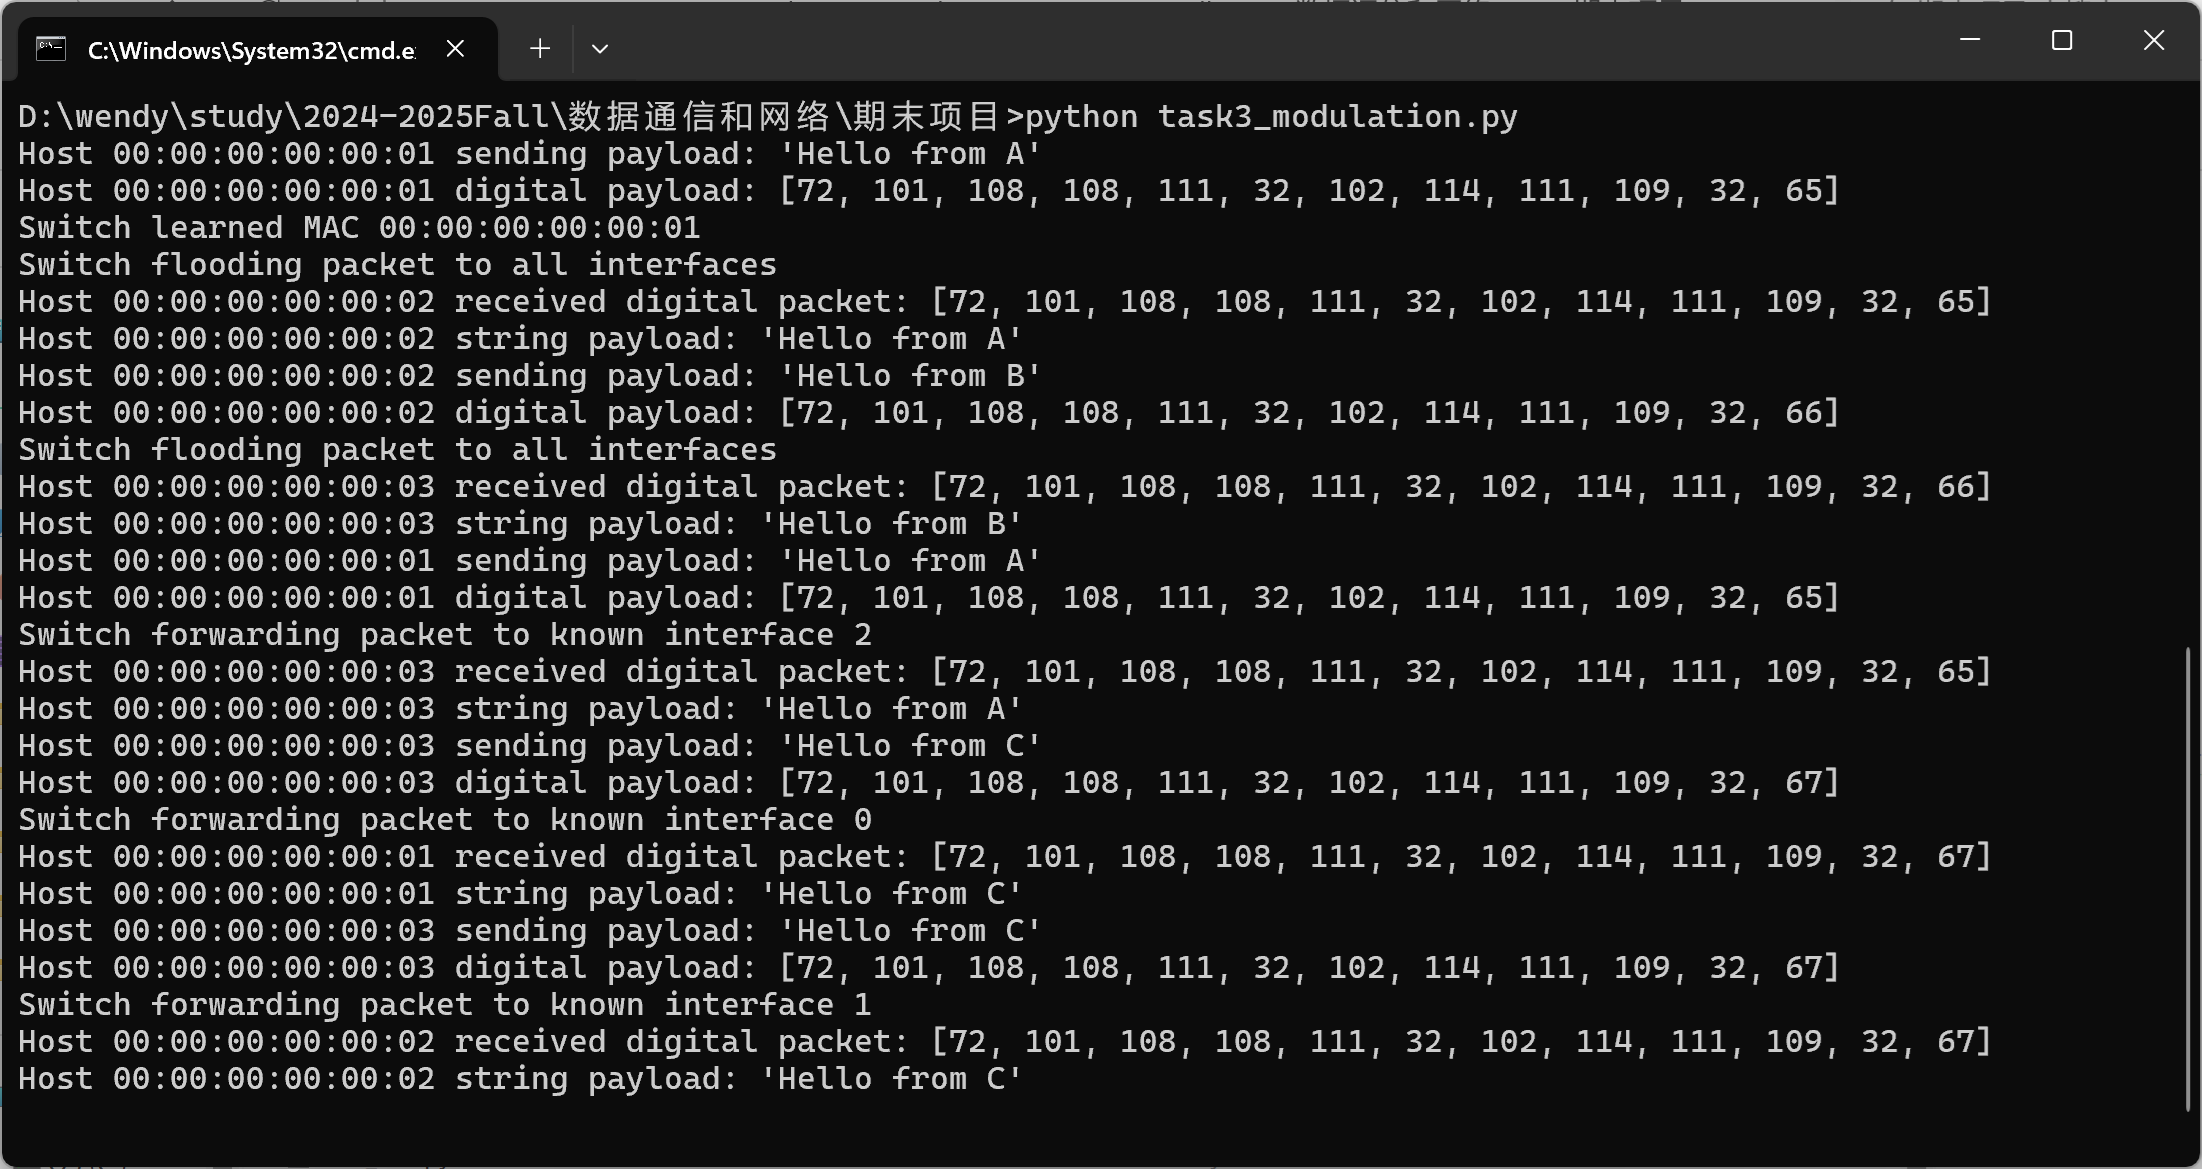 C:\Windows\System32\cmd.e
D:\wendy\study\2024-2025Fall\数据通信和网络\期末项目>python task3_modulation.py
Host 00:00:00:00:00:01 sending payload: 'Hello from A'
Host 00:00:00:00:00:01 digital payload: [72, 101, 108, 108, 111, 32, 102, 114, 111, 109, 32, 65]
Switch learned MAC 00:00:00:00:00:01
Switch flooding packet to all interfaces
Host 00:00:00:00:00:02 received digital packet: [72, 101, 108, 108, 111, 32, 102, 114, 111, 109, 32, 65]
Host 00:00:00:00:00:02 string payload: 'Hello from A'
Host 00:00:00:00:00:02 sending payload: 'Hello from B'
Host 00:00:00:00:00:02 digital payload: [72, 101, 108, 108, 111, 32, 102, 114, 111, 109, 32, 66]
Switch flooding packet to all interfaces
Host 00:00:00:00:00:03 received digital packet: [72, 101, 108, 108, 111, 32, 102, 114, 111, 109, 32, 66]
Host 00:00:00:00:00:03 string payload: 'Hello from B'
Host 00:00:00:00:00:01 sending payload: 'Hello from A'
Host 00:00:00:00:00:01 digital payload: [72, 101, 108, 108, 111, 32, 102, 114, 111, 109, 32, 65]
Switch forwarding packet to known interface 2
Host 00:00:00:00:00:03 received digital packet: [72, 101, 108, 108, 111, 32, 102, 114, 111, 109, 32, 65]
Host 00:00:00:00:00:03 string payload: 'Hello from A'
Host 00:00:00:00:00:03 sending payload: 'Hello from C'
Host 00:00:00:00:00:03 digital payload: [72, 101, 108, 108, 111, 32, 102, 114, 111, 109, 32, 67]
Switch forwarding packet to known interface 0
Host 00:00:00:00:00:01 received digital packet: [72, 101, 108, 108, 111, 32, 102, 114, 111, 109, 32, 67]
Host 00:00:00:00:00:01 string payload: 'Hello from C'
Host 00:00:00:00:00:03 sending payload: 'Hello from C'
Host 00:00:00:00:00:03 digital payload: [72, 101, 108, 108, 111, 32, 102, 114, 111, 109, 32, 67]
Switch forwarding packet to known interface 1
Host 00:00:00:00:00:02 received digital packet: [72, 101, 108, 108, 111, 32, 102, 114, 111, 109, 32, 67]
Host 00:00:00:00:00:02 string payload: 'Hello from C'